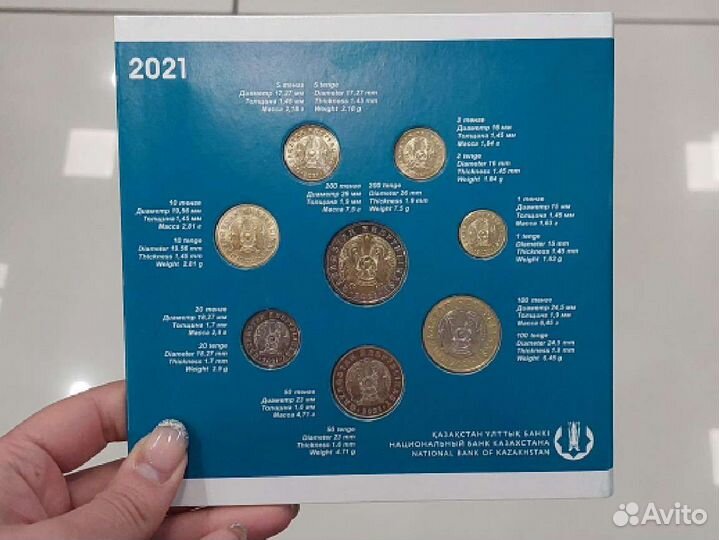 2021
5 тенге
Диаметр 17,27 мм
Толщина 1,45 мм
Масса 2,18 г
5 tenge
Diameter 17,27 mm
Thickness 1.45 mm
Weight 2.18 g
2 тенге
Диаметр 16 мм
Толщина 1,45 мм
Масса 1,84 г
2 tenge
Diameter 16 mm
Thickness 1.45 mm
Weight 1.84 g
200 тенге
Диаметр 26 мм
Толщина 1,9 мм
Масса 7,5 г
200 tenge
Diameter 26 mm
Thickness 1.9 mm
Weight 7.5 g
10 тенге
Диаметр 19,56 мм
Толщина 1,45 мм
Масса 2,81 г
10 tenge
Diameter 19,56 mm
Thickness 1,45 mm
Weight 2,81 g
1 тенге
Диаметр 15 мм
Толщина 1,45 мм
Масса 1,63 г
1 tenge
Diameter 15 mm
Thickness 1.45 mm
Weight 1.63 g
20 тенге
Диаметр 18,27 мм
Толщина 1,7 мм
Масса 2,9 г
20 tenge
Diameter 18,27 mm
Thickness 1.7 mm
Weight 2.9 g
100 тенге
Диаметр 24,5 мм
Толщина 1,9 мм
Масса 6,45 г
100 tenge
Diameter 24,5 mm
Thickness 1.9 mm
Weight 6,45 g
50 тенге
Диаметр 23 мм
Толщина 1,6 мм
Масса 4,71 г
50 tenge
Diameter 23 mm
Thickness 1.6 mm
Weight 4.71 g
ҚАЗАҚСТАН ҰЛТТЫҚ БАНКІ
НАЦИОНАЛЬНЫЙ БАНК КАЗАХСТАНА
NATIONAL BANK OF KAZAKHSTAN
Avito